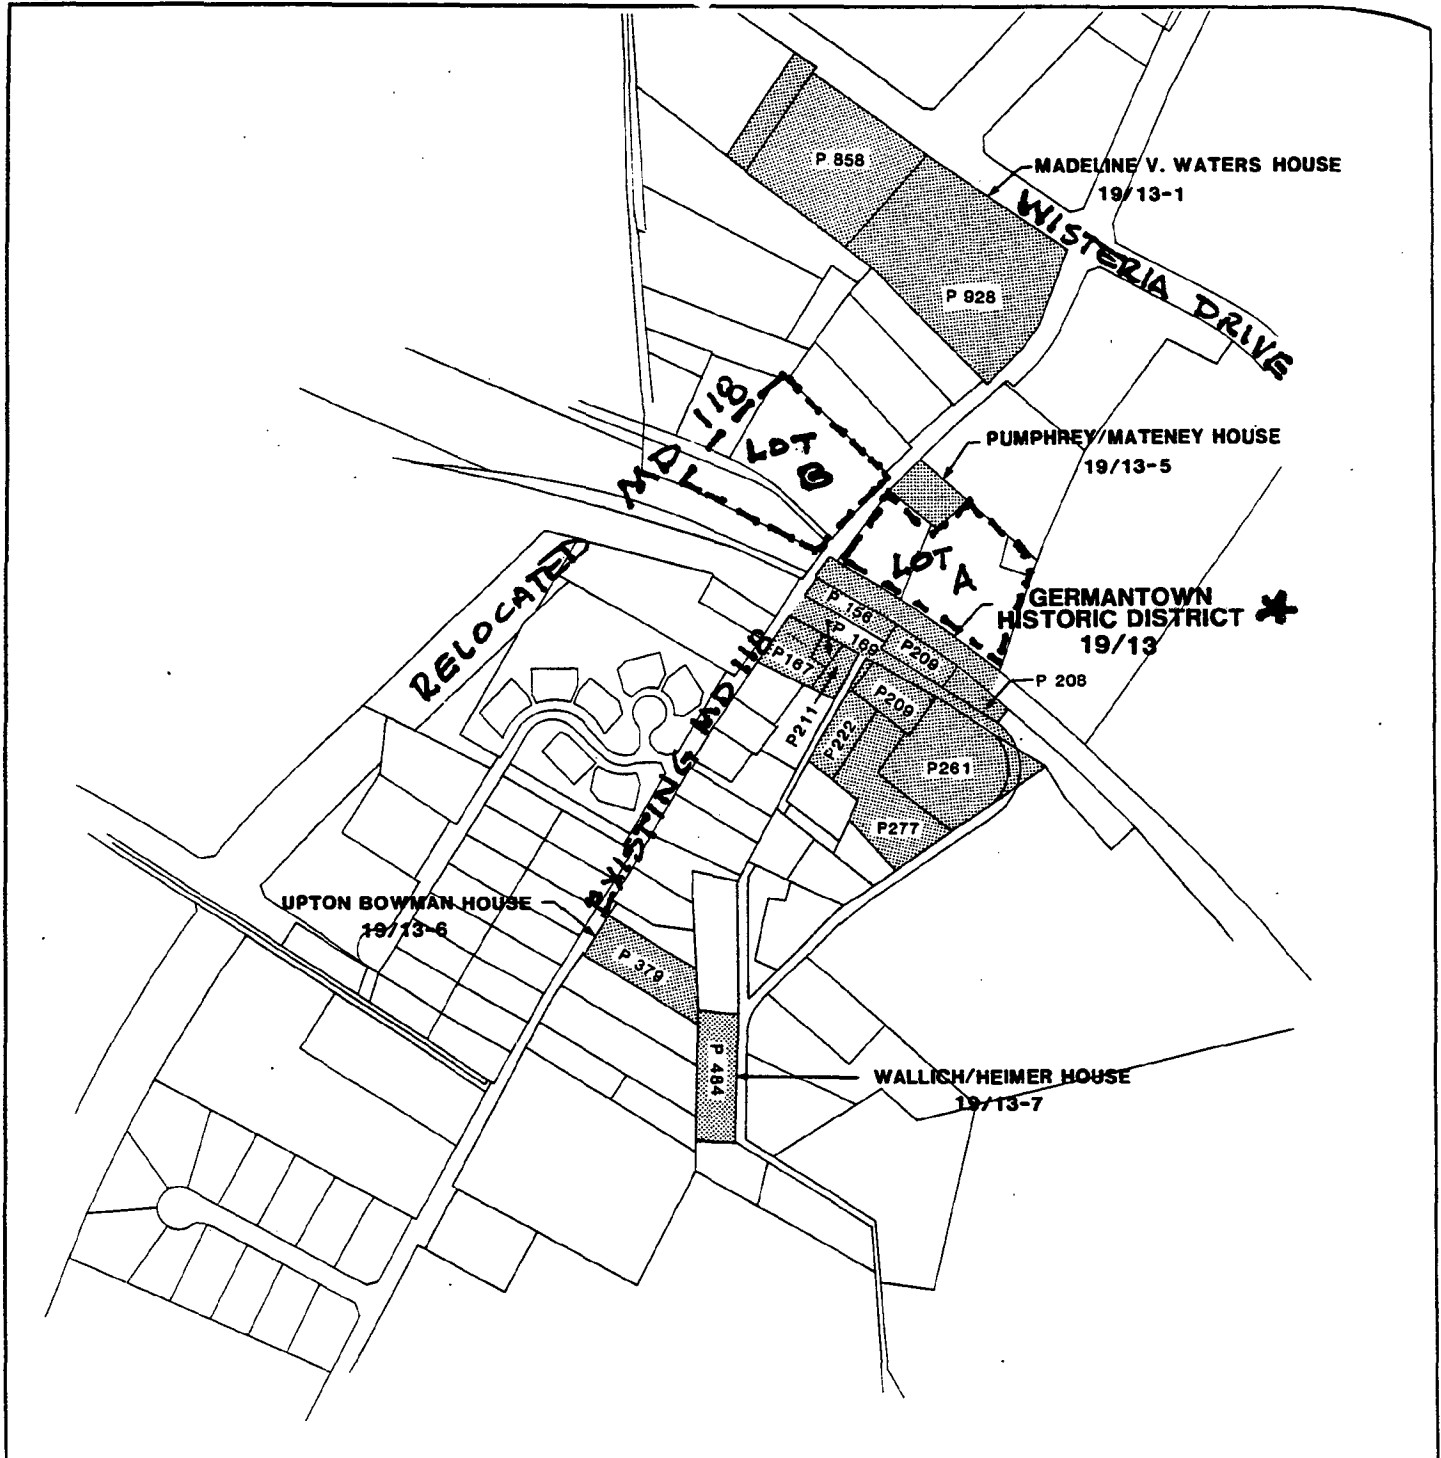 P 858
MADELINE V. WATERS HOUSE
19/13-1
WISTERIA DRIVE
P 928
MD 118
LOT
B
PUMPHREY/MATENEY HOUSE
19/13-5
LOT
A
RELOCATED
GERMANTOWN
HISTORIC DISTRICT
19/13
P 156
P 169
P209
P167
P 208
P209
P211
P222
P261
P277
EXISTING MD 118
UPTON BOWMAN HOUSE
19/13-6
P 379
P 484
WALLICH/HEIMER HOUSE
19/13-7